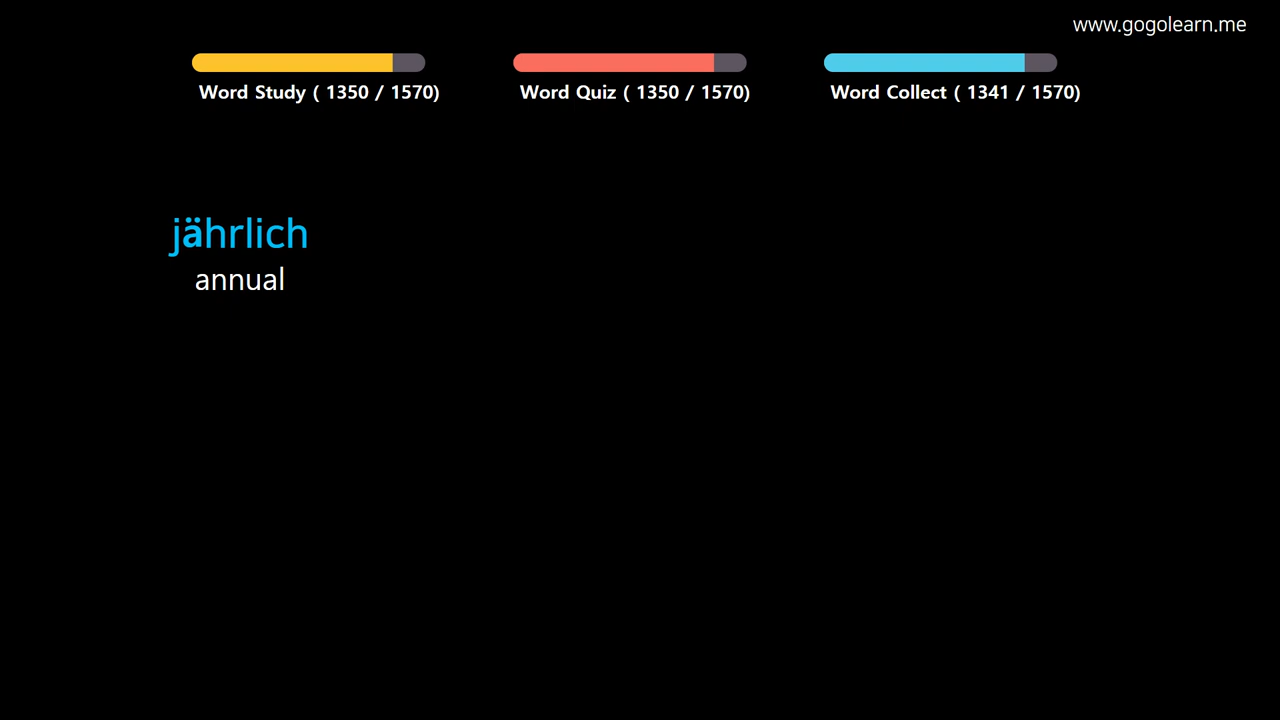 www.gogolearn.me
Word Study ( 1350 / 1570)
Word Quiz ( 1350 / 1570)
Word Collect ( 1341 / 1570)
jährlich
annual